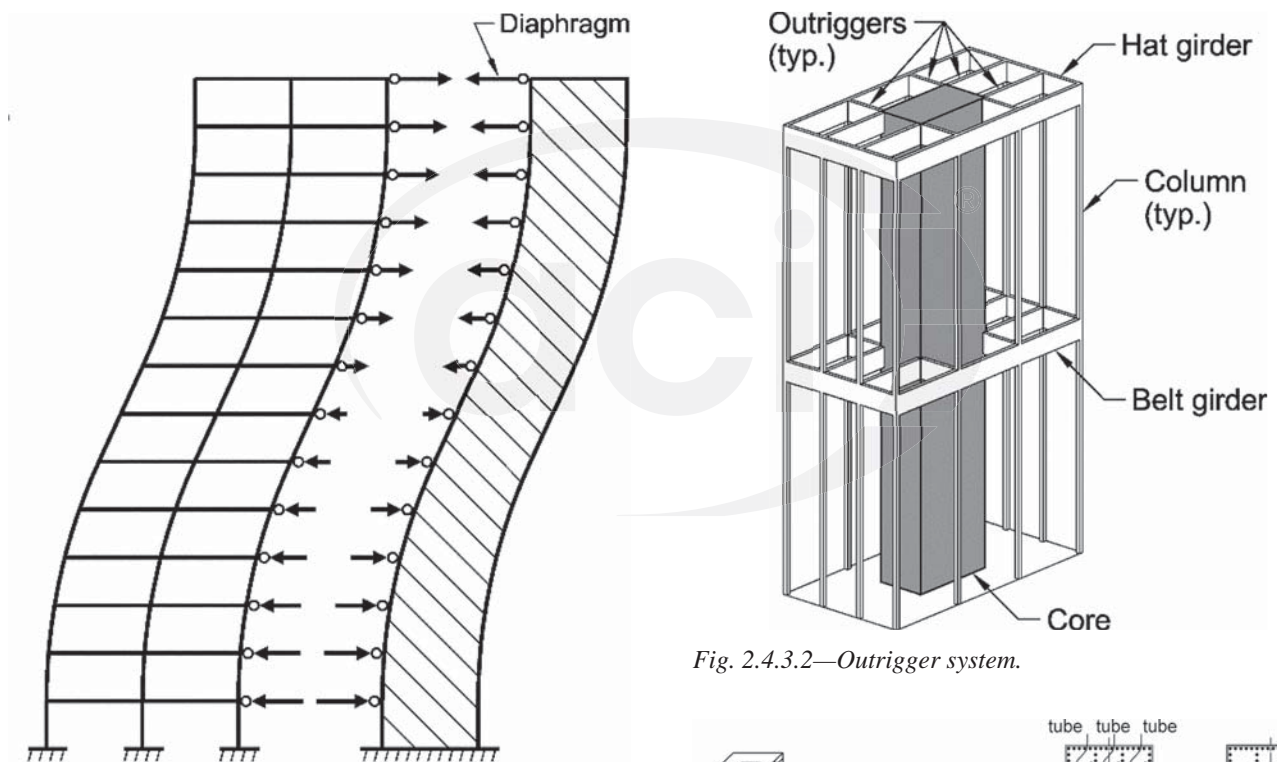 Diaphragm
Outriggers
(typ.)
Hat girder
Column
(typ.)
Belt girder
Core
Fig. 2.4.3.2—Outrigger system.
tube tube tube
aci
®